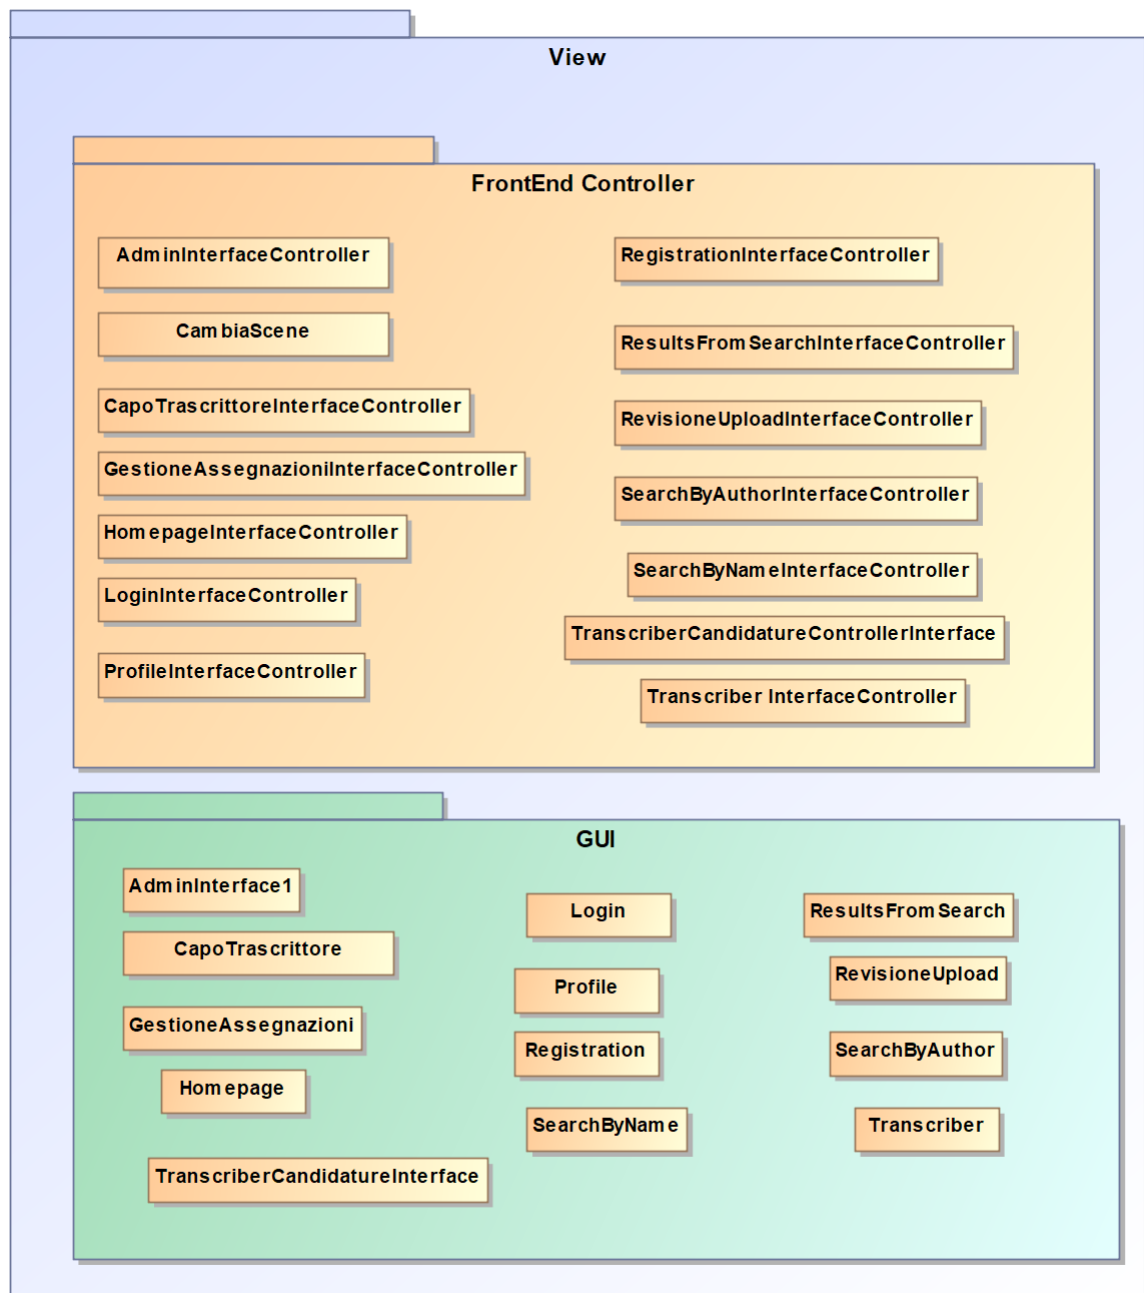 View
FrontEnd Controller
AdminInterfaceController
CambiaScene
CapoTrascrittoreInterfaceController
GestioneAssegnazioniInterfaceController
HomepageInterfaceController
LoginInterfaceController
ProfileInterfaceController
RegistrationInterfaceController
ResultsFromSearchInterfaceController
RevisioneUploadInterfaceController
SearchByAuthorInterfaceController
SearchByNameInterfaceController
TranscriberCandidatureControllerInterface
Transcriber InterfaceController
GUI
AdminInterface1
CapoTrascrittore
GestioneAssegnazioni
Homepage
TranscriberCandidatureInterface
Login
Profile
Registration
SearchByName
ResultsFromSearch
RevisioneUpload
SearchByAuthor
Transcriber